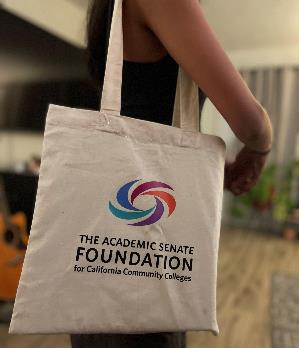 THE ACADEMIC SENATE
FOUNDATION
for California Community Colleges